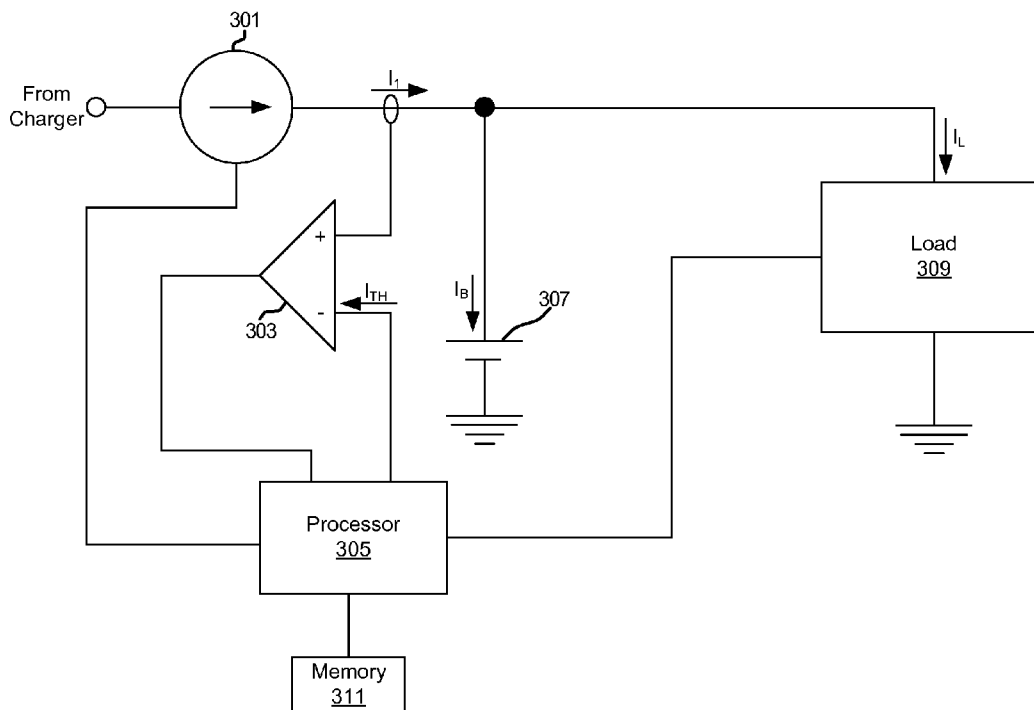 301
From
Charger
I1
IL
+
Load
309
ITH
-
303
IB
307
Processor
305
Memory
311